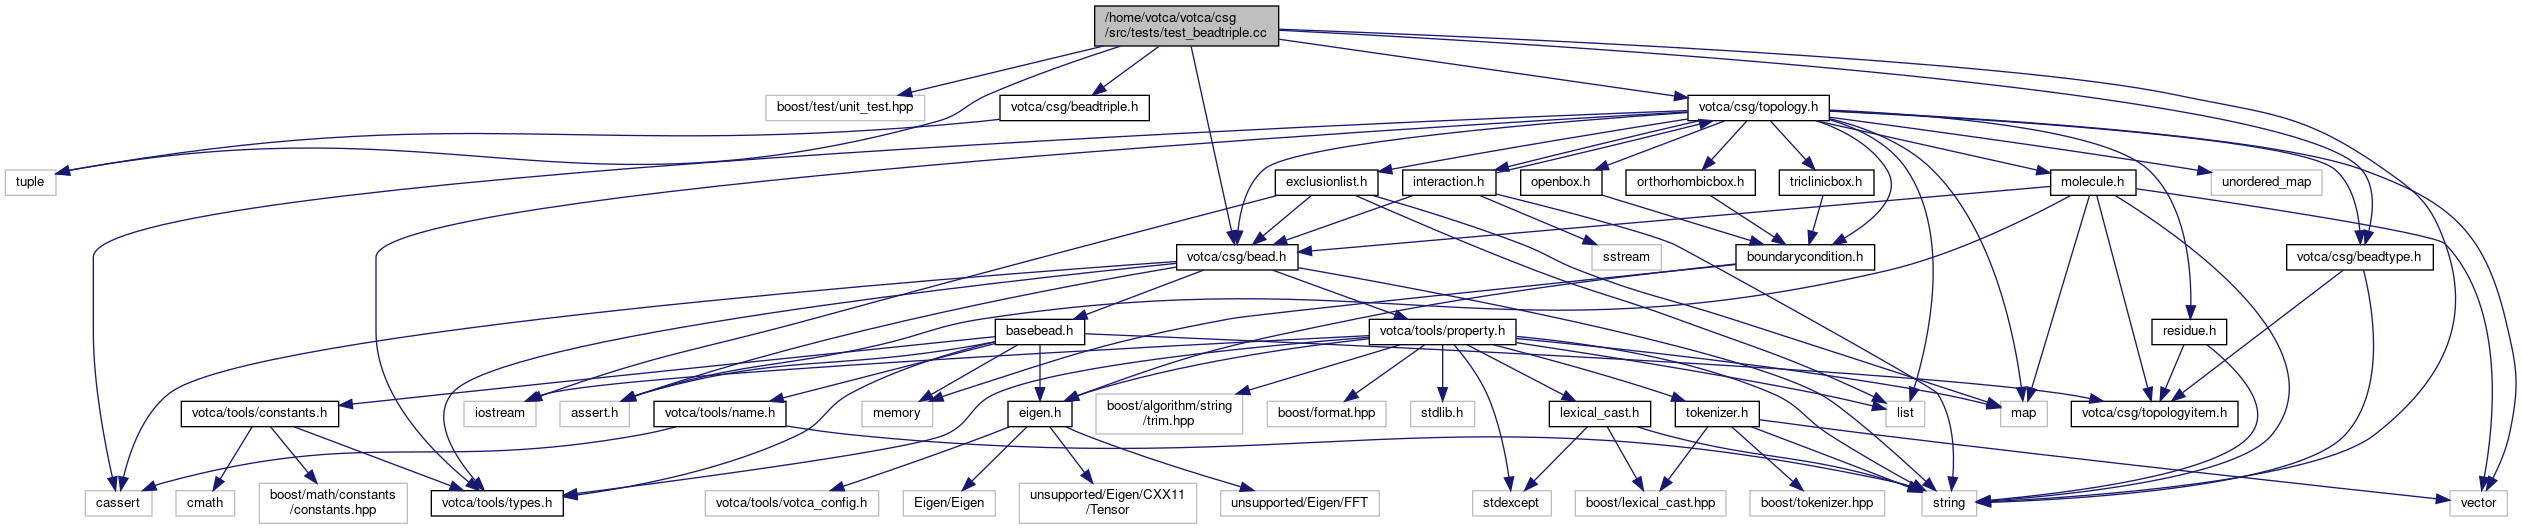 /home/votca/votca/csg
/src/tests/test_beadtriple.cc
boost/test/unit_test.hpp
votca/csg/beadtriple.h
votca/csg/topology.h
tuple
exclusionlist.h
interaction.h
openbox.h
orthorhombicbox.h
triclinicbox.h
molecule.h
unordered_map
votca/csg/bead.h
sstream
boundarycondition.h
votca/csg/beadtype.h
basebead.h
votca/tools/property.h
residue.h
votca/tools/constants.h
iostream
assert.h
votca/tools/name.h
memory
eigen.h
boost/algorithm/string
/trim.hpp
boost/format.hpp
stdlib.h
lexical_cast.h
tokenizer.h
list
map
votca/csg/topologyitem.h
cassert
cmath
boost/math/constants
/constants.hpp
votca/tools/types.h
votca/tools/votca_config.h
Eigen/Eigen
unsupported/Eigen/CXX11
/Tensor
unsupported/Eigen/FFT
stdexcept
boost/lexical_cast.hpp
boost/tokenizer.hpp
string
vector